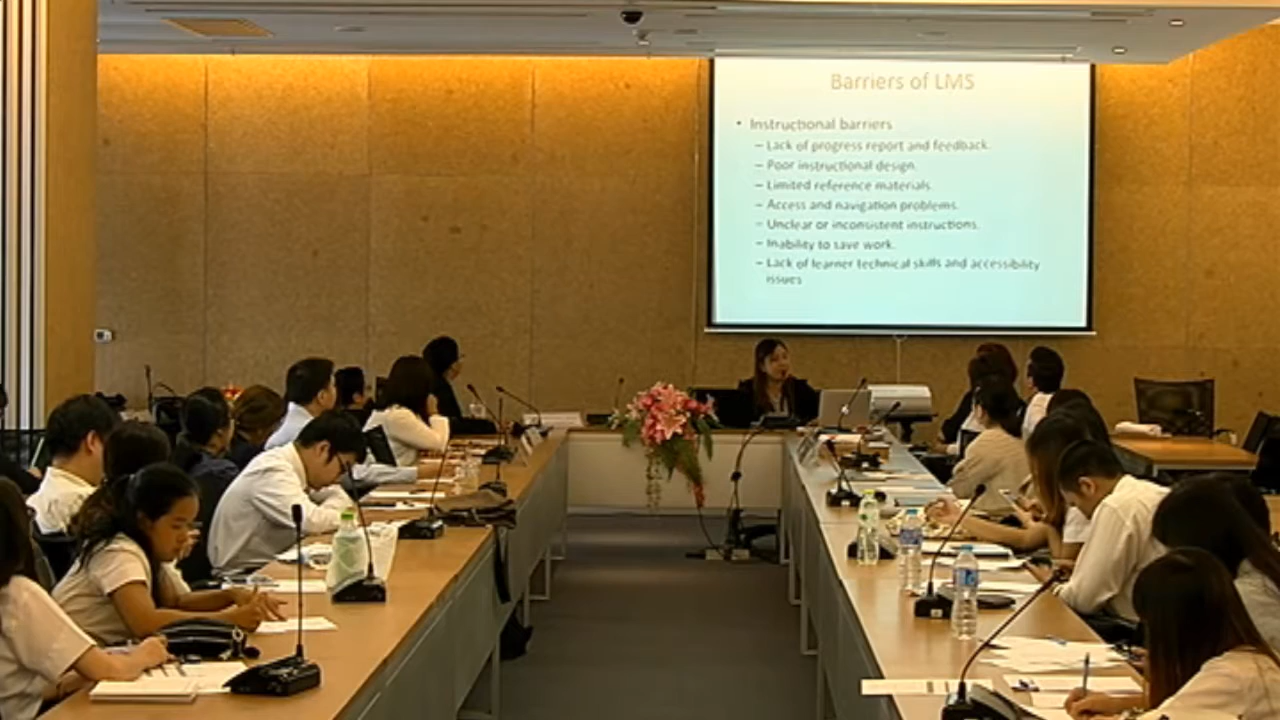 Barriers of LMS
• Instructional barriers
– Lack of progress report and feedback.
– Poor instructional design.
– Limited reference materials.
– Access and navigation problems.
– Unclear or inconsistent instructions.
– Inability to save work.
– Lack of learner technical skills and accessibility
issues